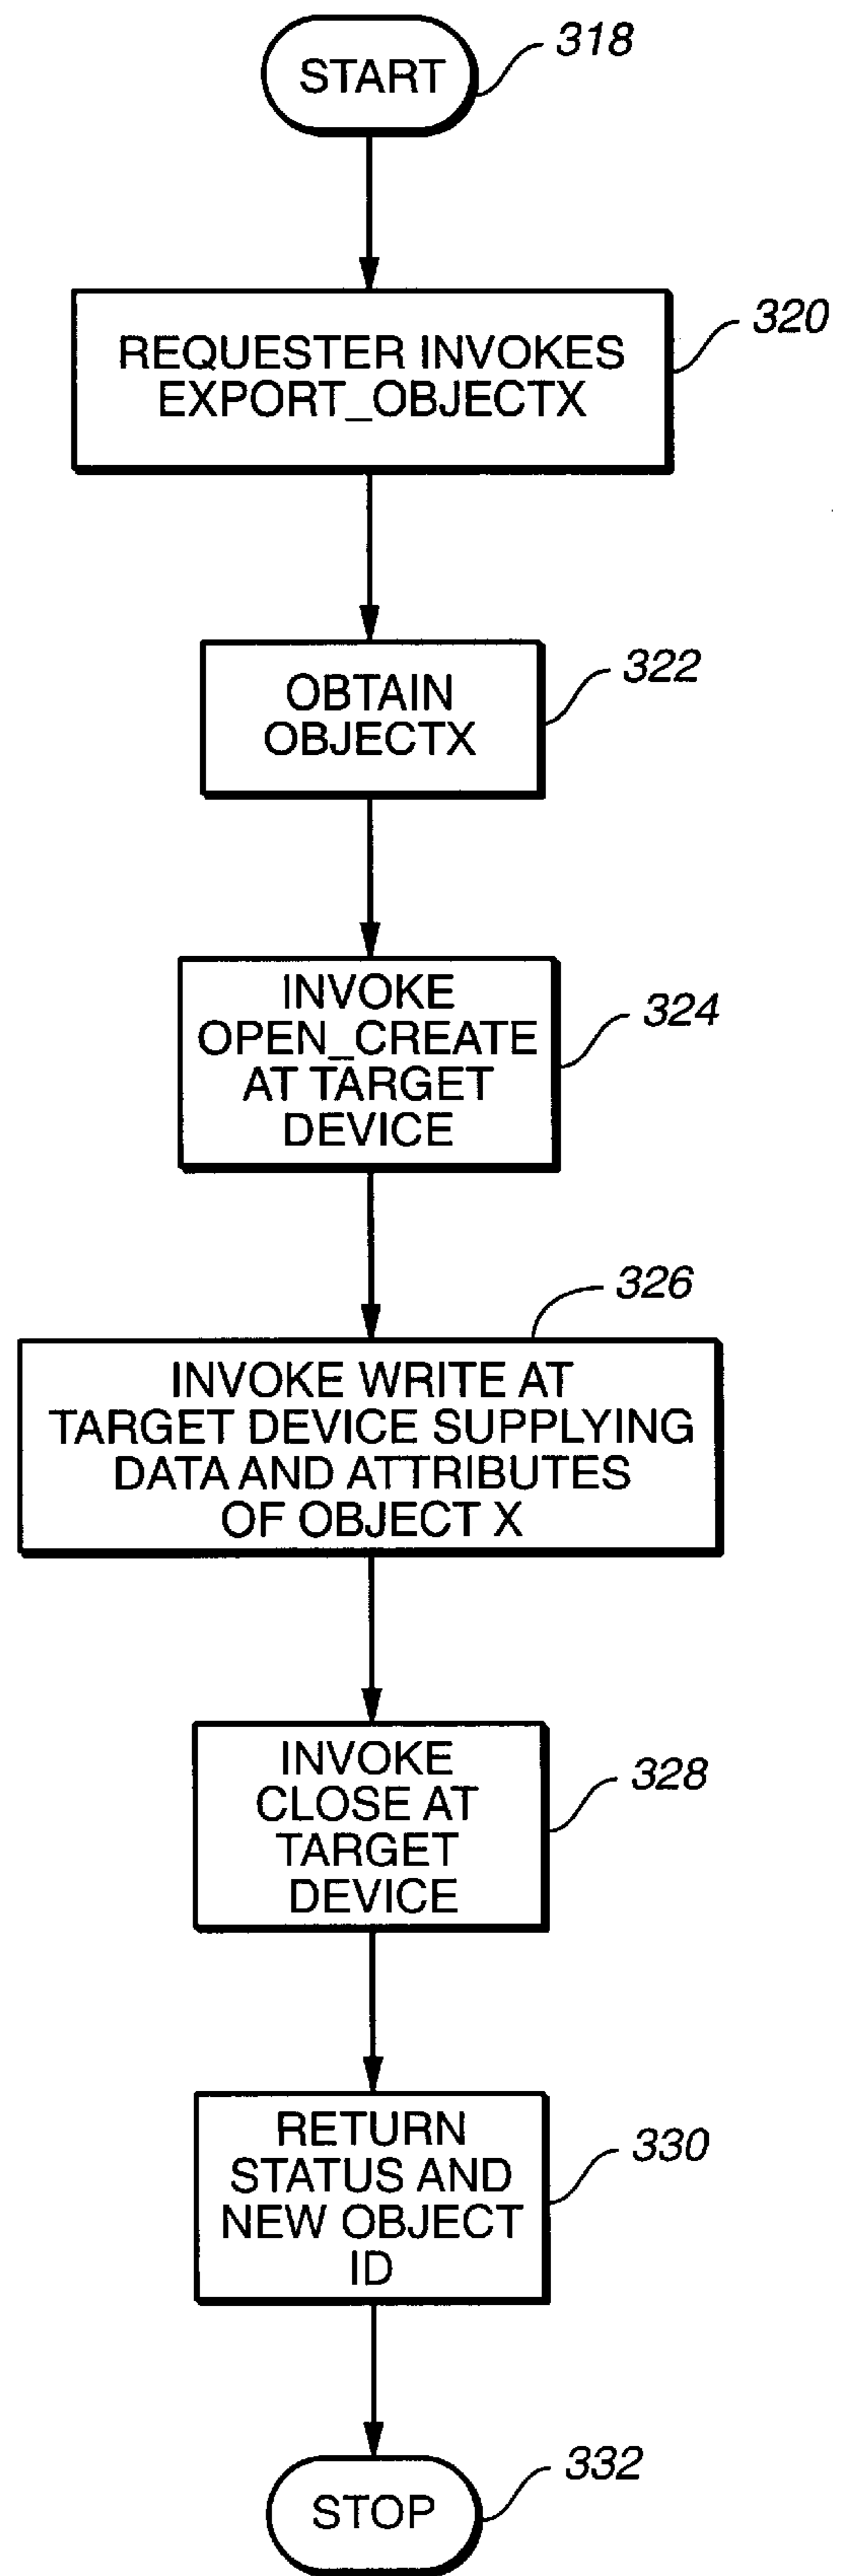 START
318
REQUESTER INVOKES
EXPORT_OBJECTX
320
OBTAIN
OBJECTX
322
INVOKE
OPEN_CREATE
AT TARGET
DEVICE
324
326
INVOKE WRITE AT
TARGET DEVICE SUPPLYING
DATA AND ATTRIBUTES
OF OBJECT X
INVOKE
CLOSE AT
TARGET
DEVICE
328
RETURN
STATUS AND
NEW OBJECT
ID
330
STOP
332